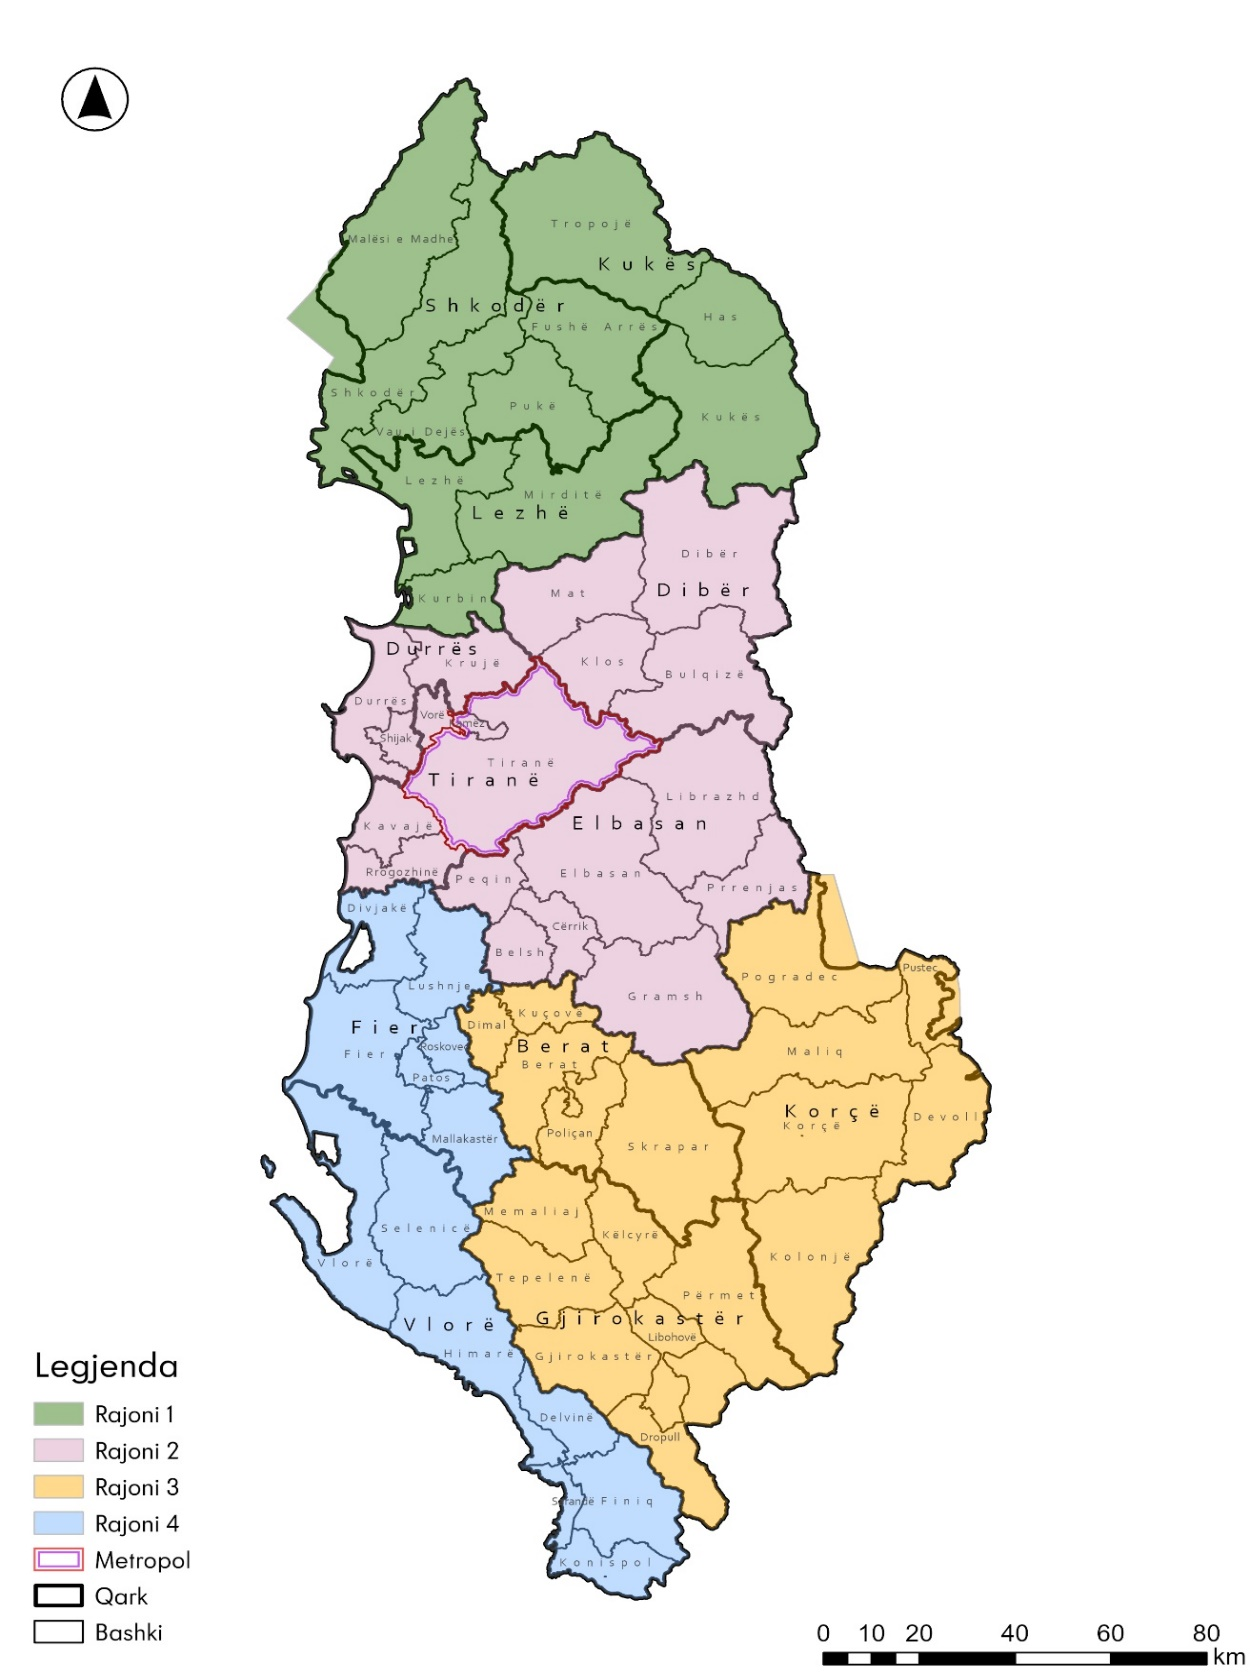 Tropojë
Malësi e Madhe
Kukës
Shkodër
Has
Fushë Arrës
Shkodër
Pukë
Kukës
Vau i Dejës
Lezhë
Mirditë
Lezhë
Dibër
Dibër
Mat
Kurbin
Durrës
Krujë
Klos
Bulqizë
Durrës
Vorë
Shijak
Tiranë
Tiranë
Librazhd
Kavajë
Elbasan
Rrogozhinë
Peqin
Elbasan
Prrenjas
Divjakë
Cërrik
Belsh
Pogradec
Pustec
Lushnje
Gramsh
Kuçovë
Dimal
Fier
Roskovec
Berat
Fier
Berat
Maliq
Patos
Korçë
Korçë
Devoll
Mallakastër
Poliçan
Skrapar
Memaliaj
Selenicë
Këlcyrë
Kolonjë
Vlorë
Tepelenë
Përmet
Vlorë
Gjirokastër
Libohovë
Himarë
Gjirokastër
Delvinë
Dropull
Sarandë
Finiq
Konispol
Legjenda
Rajoni 1
Rajoni 2
Rajoni 3
Rajoni 4
Metropol
Qark
Bashki
0 10 20 40 60 80
km